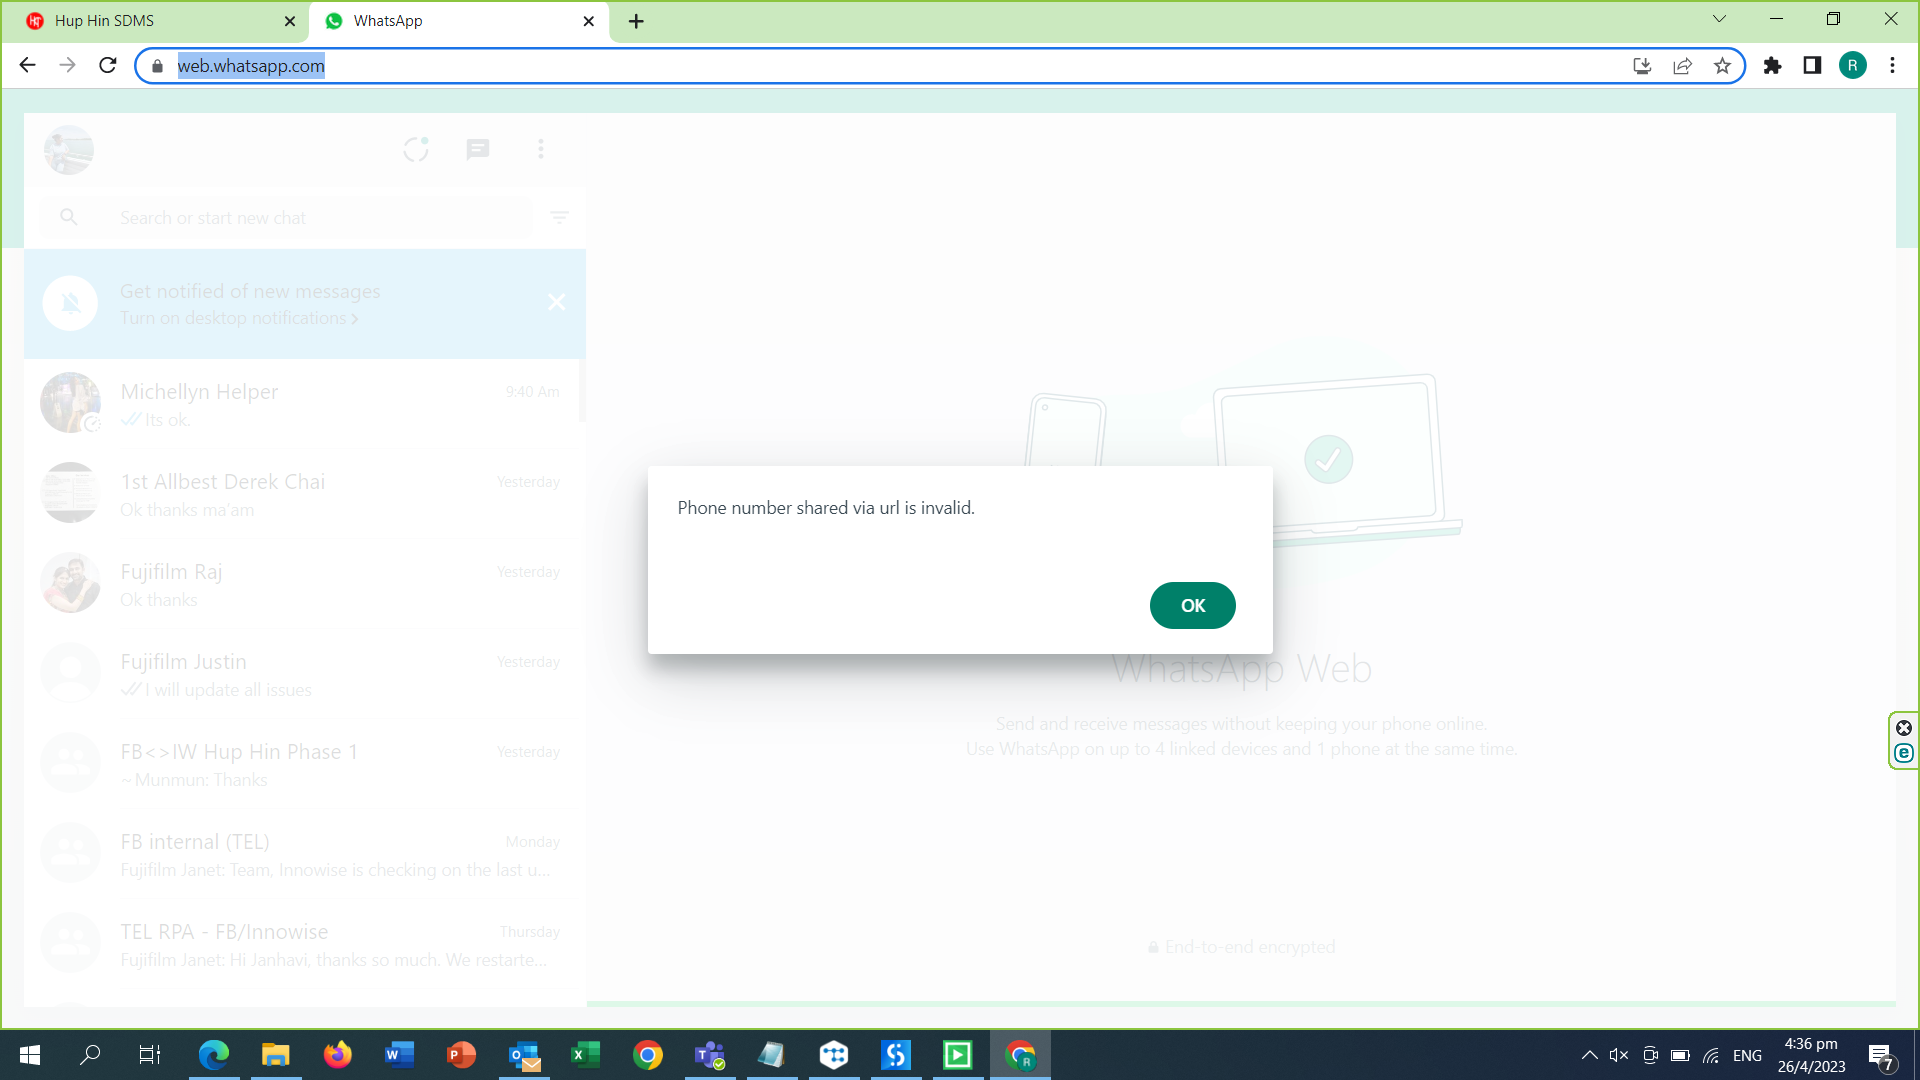 Hup Hin SDMS
WhatsApp
web.whatsapp.com
R
Search or start new chat
Get notified of new messages
Turn on desktop notifications >
Michellyn Helper
9:40 Am
Its ok.
1st Allbest Derek Chai
Yesterday
Ok thanks ma'am
Fujifilm Raj
Yesterday
Ok thanks
Fujifilm Justin
Yesterday
I will update all issues
FB<>IW Hup Hin Phase 1
Yesterday
~Munmun: Thanks
FB internal (TEL)
Monday
Fujifilm Janet: Team, Innowise is checking on the last u...
TEL RPA - FB/Innowise
Thursday
Fujifilm Janet: Hi Janhavi, thanks so much. We restarte...
Phone number shared via url is invalid.
OK
WhatsApp Web
Send and receive messages without keeping your phone online.
Use WhatsApp on up to 4 linked devices and 1 phone at the same time.
End-to-end encrypted
ENG
4:36 pm
26/4/2023
7